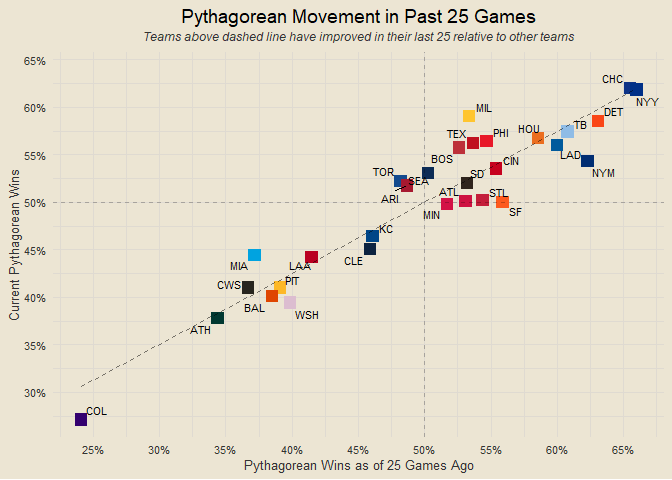 Pythagorean Movement in Past 25 Games
Teams above dashed line have improved in their last 25 relative to other teams
65%
60%
55%
50%
45%
40%
35%
30%
Current Pythagorean Wins
CHC
NYY
MIL
DET
TEX
PHI
HOU
TB
BOS
CIN
LAD
NYM
TOR
SEA
SD
ARI
ATL
STL
MIN
SF
KC
CLE
MIA
LAA
CWS
PIT
BAL
WSH
ATH
COL
25%
30%
35%
40%
45%
50%
55%
60%
65%
Pythagorean Wins as of 25 Games Ago